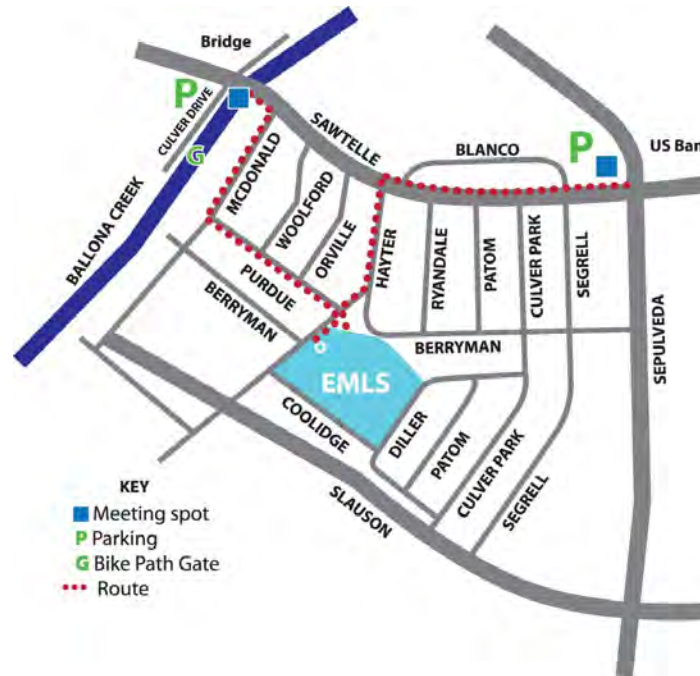 Bridge
P
CULVER DRIVE
G
SAWTELLE
BLANCO
P
US Ban
BALLONA CREEK
MCDONALD
WOOLFORD
ORVILLE
HAYTER
RYANDALE
PATOM
CULVER PARK
SEGRELL
PURDUE
BERRYMAN
BERRYMAN
SEPULVEDA
EMLS
COOLIDGE
DILLER
PATOM
CULVER PARK
SEGRELL
SLAUSON
KEY
Meeting spot
P Parking
G Bike Path Gate
Route